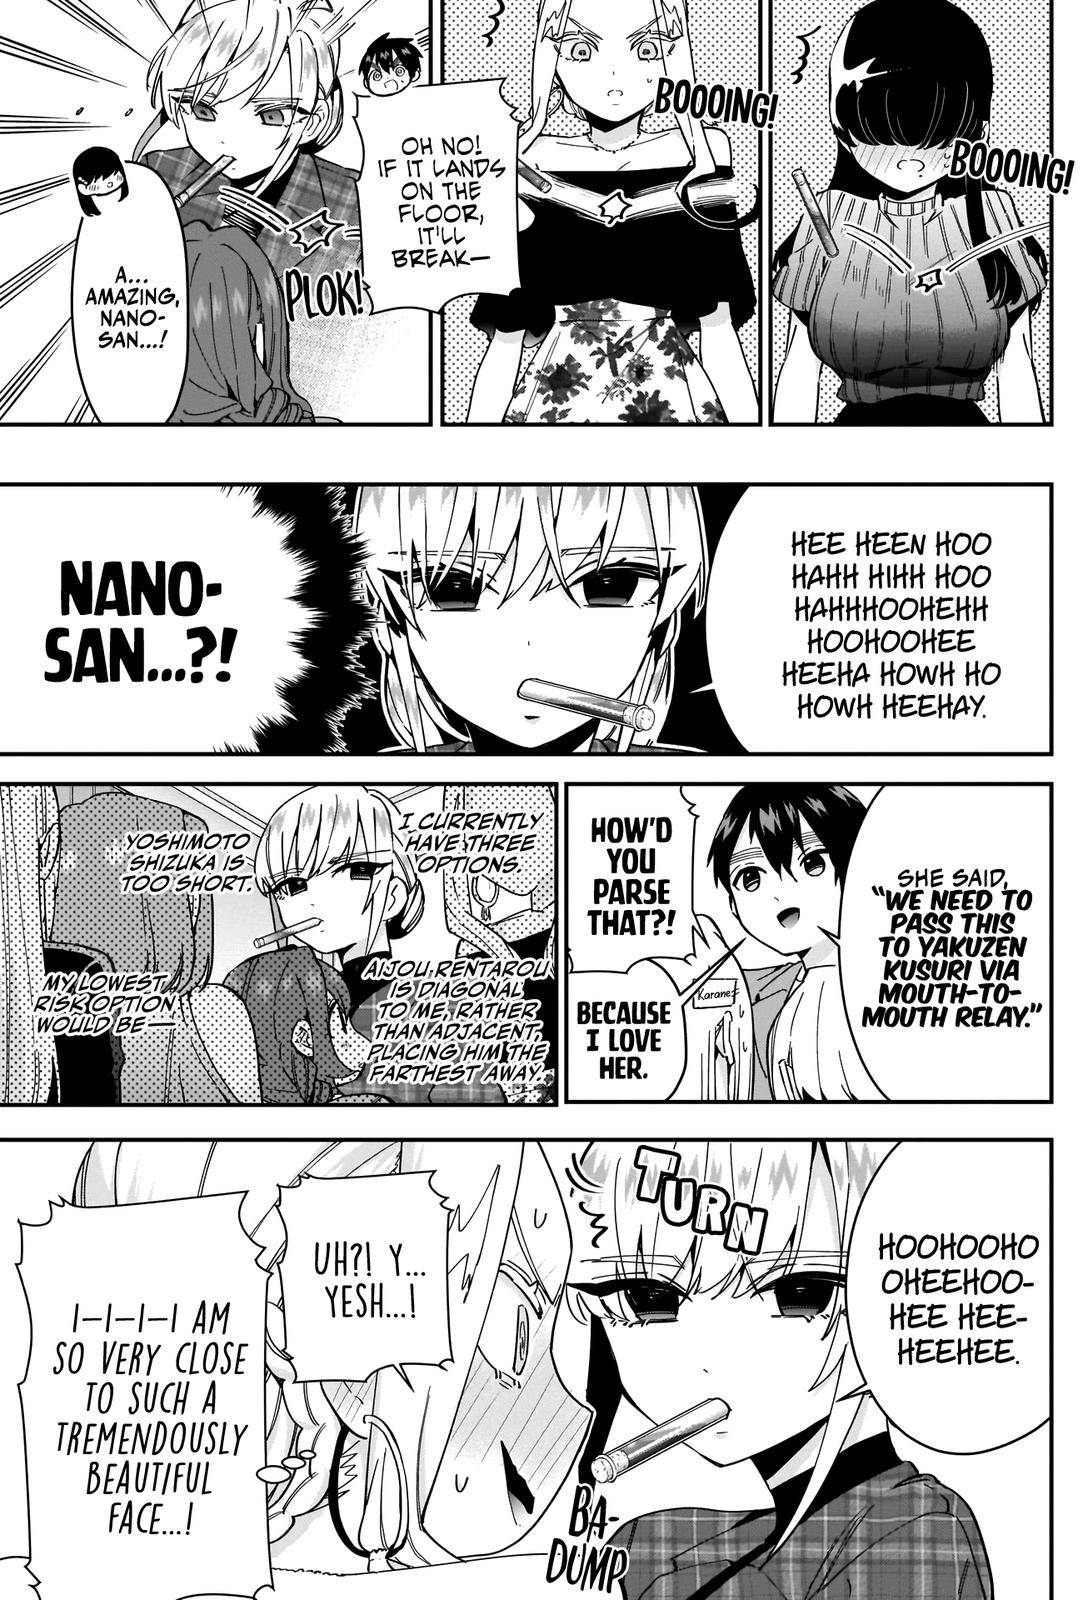 BOOOING!
BOOOING!
OH NO!
IF IT LANDS
ON THE
FLOOR,
IT'LL
BREAK—
PLOK!
A...
AMAZING,
NANO-
SAN...!
HEE HEEN HOO
HAHH HIHH HOO
HAHHHOOHEHH
HOOHOOHEE
HEEHA HOWH HO
HOWH HEEHAY.
NANO-
SAN...?!
SHE SAID,
"WE NEED TO
PASS THIS
TO YAKUZEN
KUSURI VIA
MOUTH-TO-
MOUTH RELAY."
HOW'D
YOU
PARSE
THAT?!
Karane
BECAUSE
I LOVE
HER.
I CURRENTLY
HAVE THREE
OPTIONS.
YOSHIMOTO
SHIZUKA IS
TOO SHORT.
AIJOU RENTAROU
IS DIAGONAL
TO ME, RATHER
THAN ADJACENT,
PLACING HIM THE
FARTHEST AWAY.
MY LOWEST
RISK OPTION
WOULD BE—
TURN
HOOHOOHO
OHEEHOO-
HEE HEE-
HEEHEE.
UH?! Y...
YESH...!
BA-
DUMP
I-I-I-I AM
SO VERY CLOSE
TO SUCH A
TREMENDOUSLY
BEAUTIFUL
FACE...!